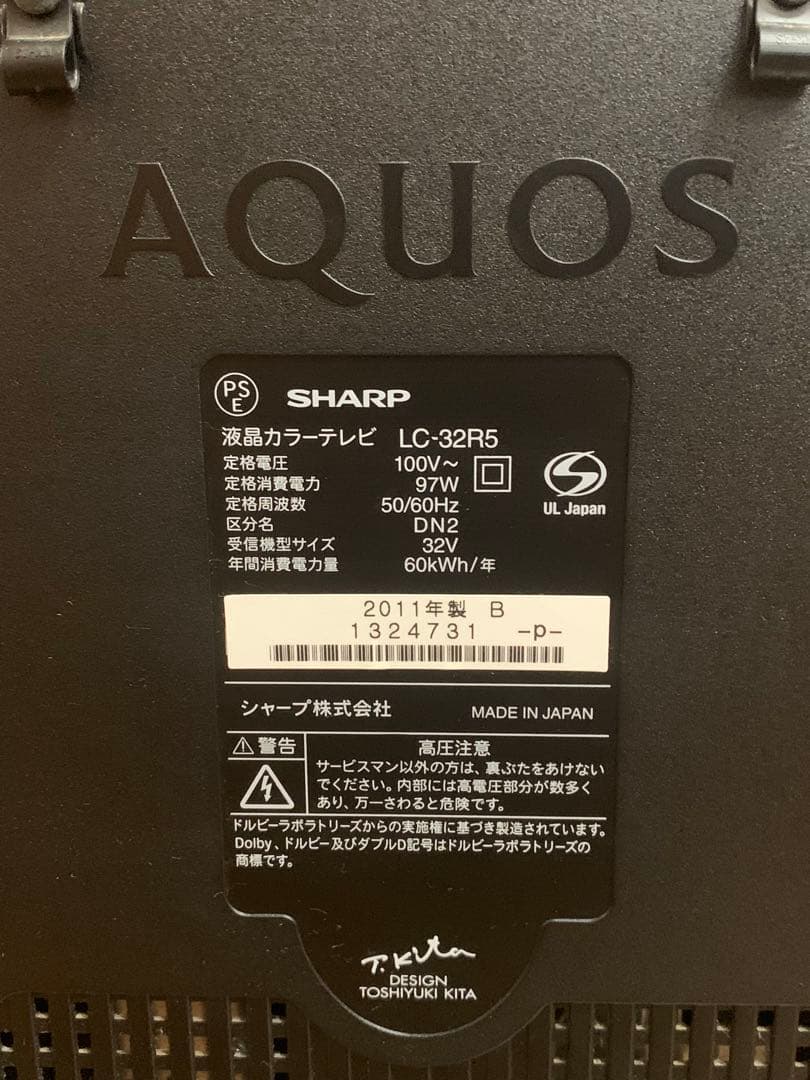 AQUOS
PS
E
SHARP
液晶カラーテレビ LC-32R5
定格電圧 100V～
定格消費電力 97W
定格周波数 50/60Hz
区分名 DN2
受信機型サイズ 32V
年間消費電力量 60kWh/年
UL Japan
2011年製 B
1324731 -p-
シャープ株式会社 MADE IN JAPAN
⚠警告
高圧注意
サービスマン以外の方は、裏ぶたをあけない
でください。内部には高電圧部分が数多く
あり、万一さわると危険です。
ドルビーラボラトリーズからの実施権に基づき製造されています。
Dolby、ドルビー及びダブルD記号はドルビーラボラトリーズの
商標です。
T.Kita
DESIGN
TOSHIYUKI KITA